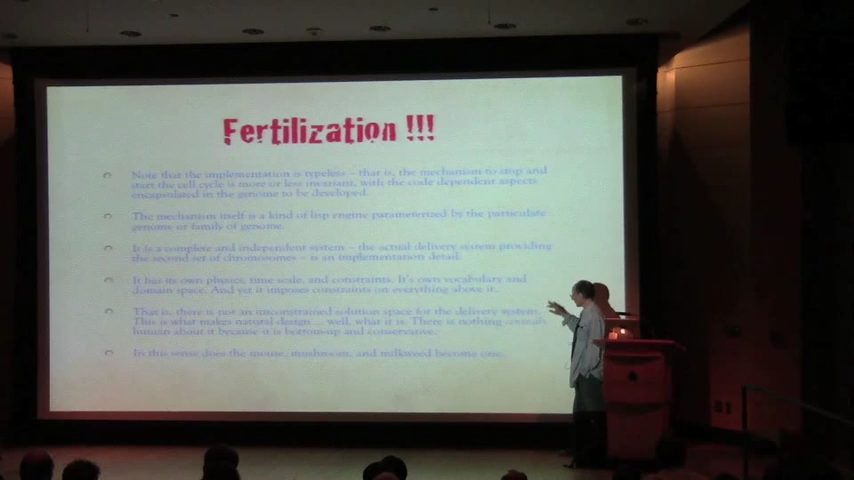 Fertilization !!!
Note that the implementation is typeless – that is, the mechanism to stop and
start the cell cycle is more or less invariant, with the code dependent aspects
encapsulated in the genome to be developed.
The mechanism itself is a kind of lisp engine parameterized by the particulate
genome or family of genome.
It is a complete and independent system – the actual delivery system providing
the second set of chromosomes – is an implementation detail.
It has its own physics, time scale, and constraints. It's own vocabulary and
domain space. And yet it imposes constraints on everything above it.
That is, there is not an unconstrained solution space for the delivery system.
This is what makes natural design ... well, what it is. There is nothing
human about it because it is bottom-up and conservative.
In this sense does the mouse, mushroom, and milkweed become one.